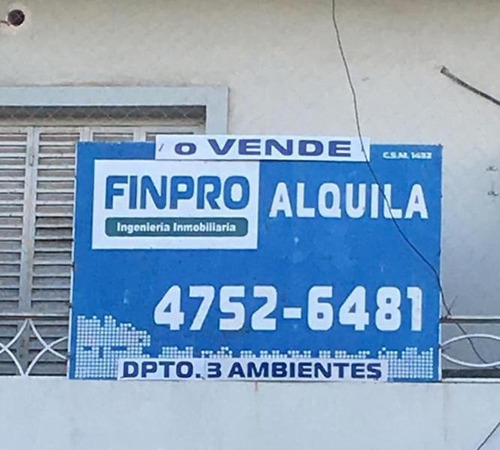 o VENDE
C.S.M. 1432
FINPRO
Ingeniería Inmobiliaria
ALQUILA
4752-6481
DPTO. 3 AMBIENTES